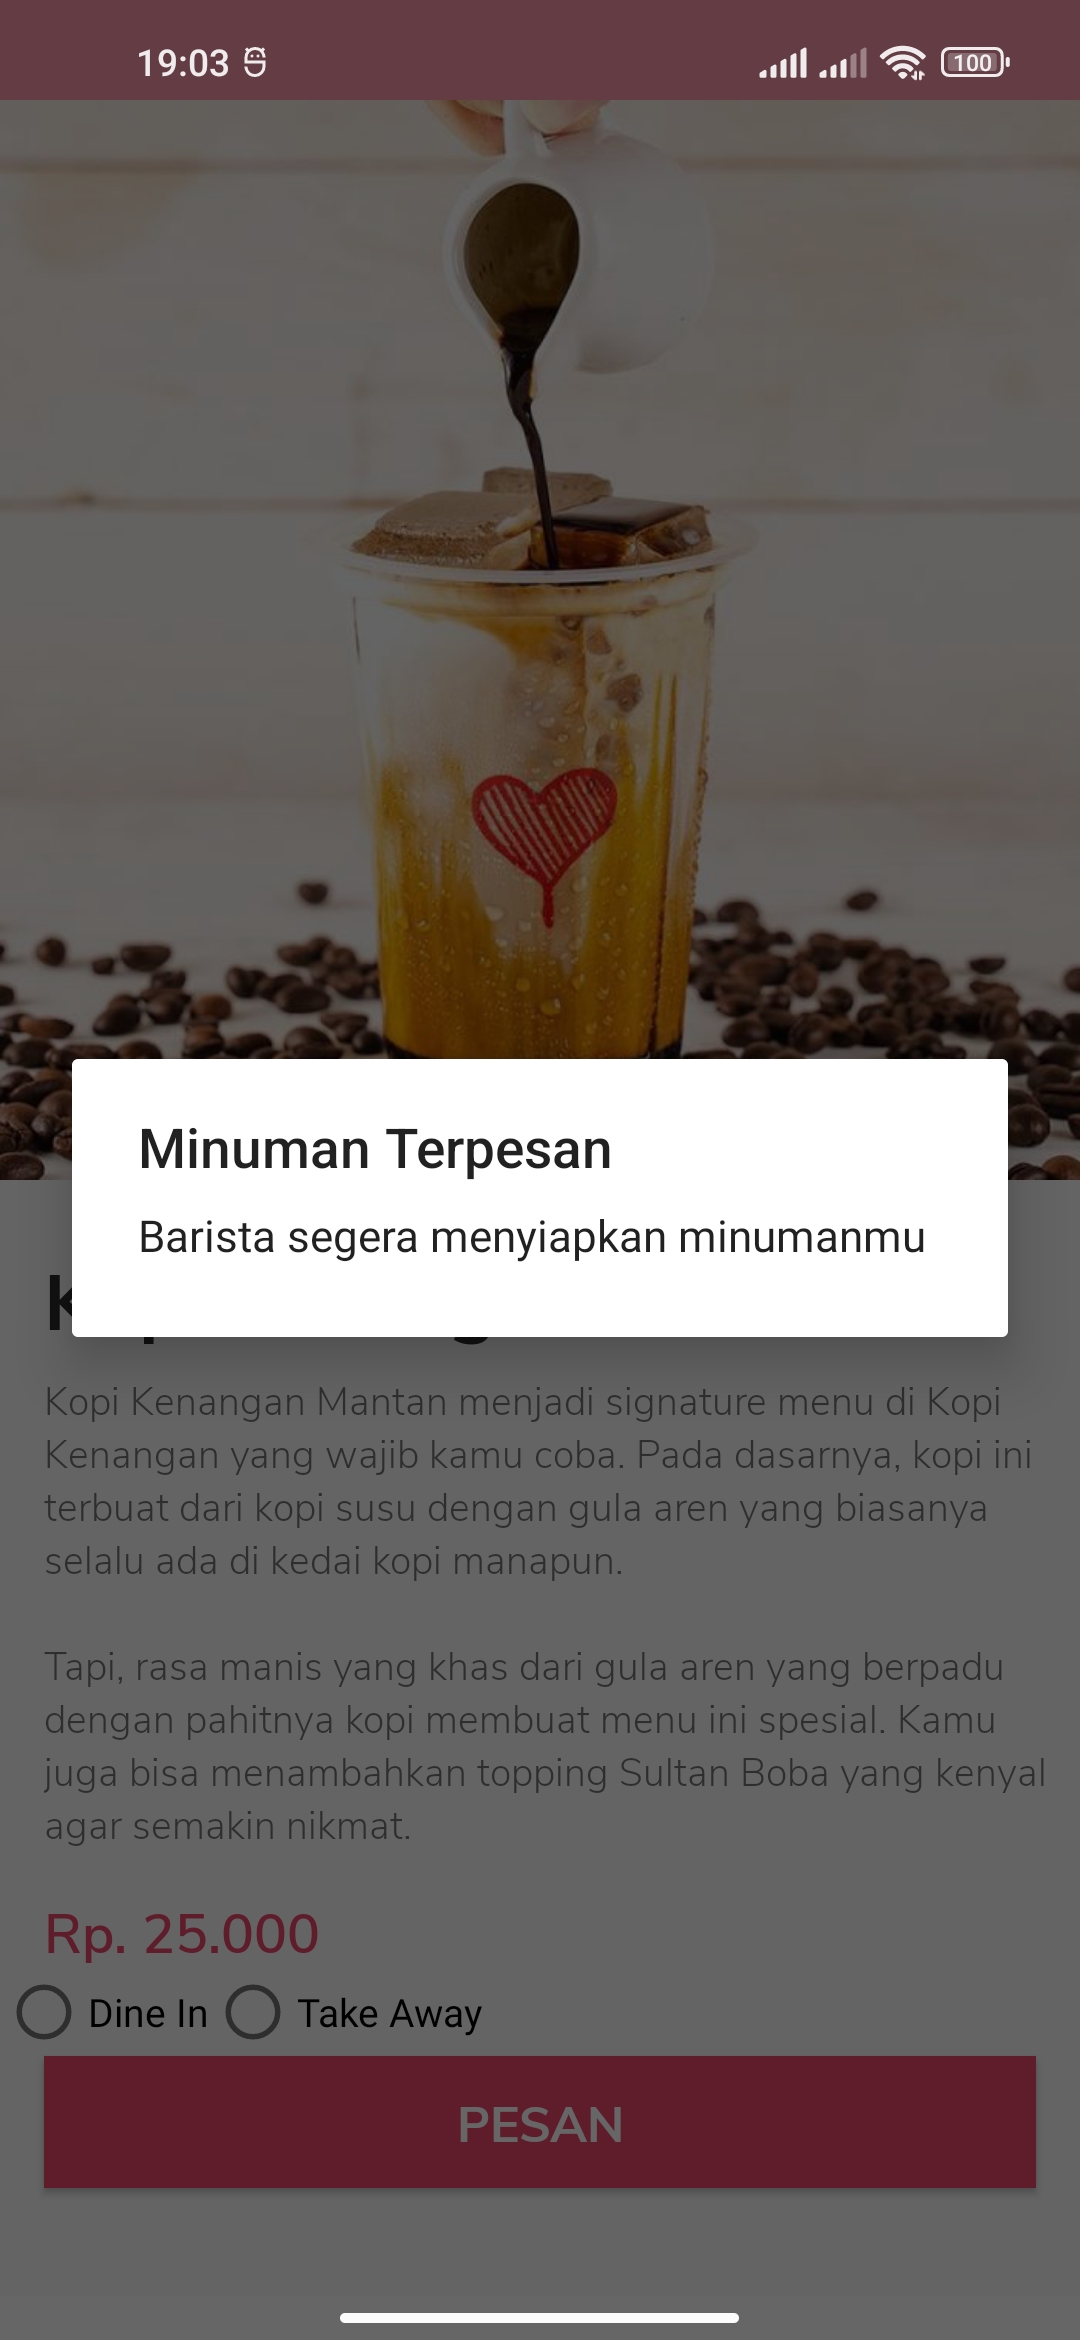 19:03
100
Minuman Terpesan
Barista segera menyiapkan minumanmu
Kopi Kenangan Mantan menjadi signature menu di Kopi
Kenangan yang wajib kamu coba. Pada dasarnya, kopi ini
terbuat dari kopi susu dengan gula aren yang biasanya
selalu ada di kedai kopi manapun.
Tapi, rasa manis yang khas dari gula aren yang berpadu
dengan pahitnya kopi membuat menu ini spesial. Kamu
juga bisa menambahkan topping Sultan Boba yang kenyal
agar semakin nikmat.
Rp. 25.000
Dine In Take Away
PESAN